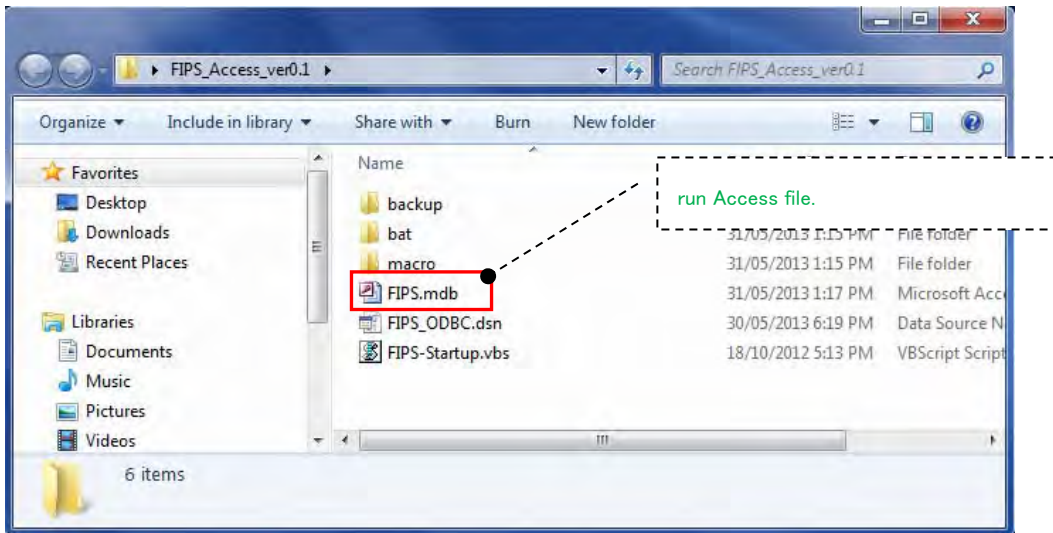 FIPS_Access_ver0.1
Search FIPS_Access_ver0.1
Organize Include in library Share with Burn New folder
Favorites
Desktop
Downloads
Recent Places
Libraries
Documents
Music
Pictures
Videos
Name
run Access file.
backup
bat 31/05/2013 1:15 PM File folder
macro 31/05/2013 1:15 PM File folder
FIPS.mdb 31/05/2013 1:17 PM Microsoft Acc
FIPS_ODBC.dsn 30/05/2013 6:19 PM Data Source N
FIPS-Startup.vbs 18/10/2012 5:13 PM VBScript Script
6 items